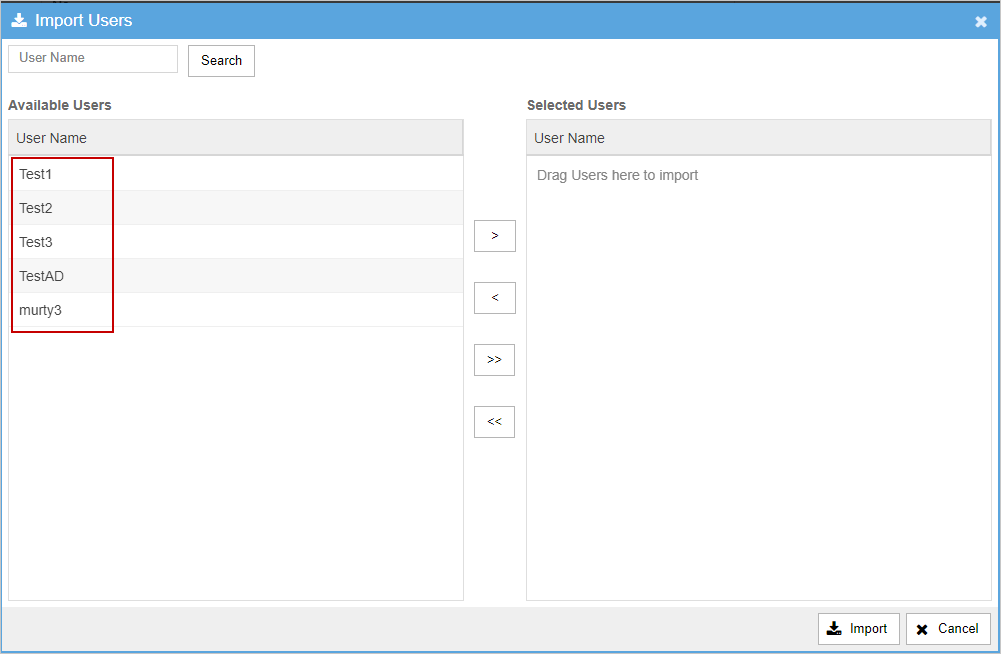 Import Users
User Name
Search
Available Users
User Name
Test1
Test2
Test3
TestAD
murty3
>
<
>>
<<
Selected Users
User Name
Drag Users here to import
Import
Cancel